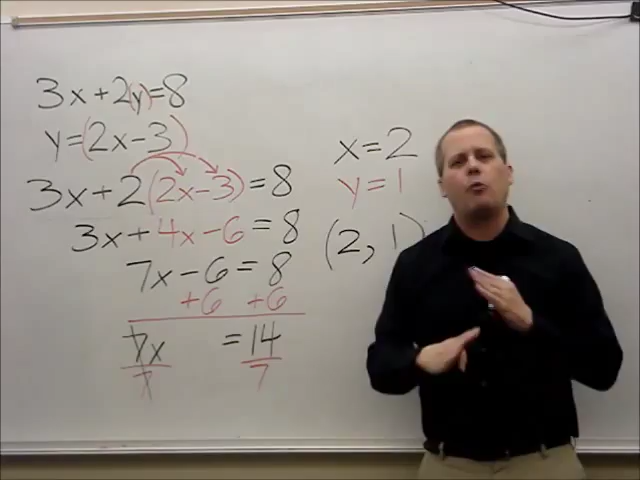 3x+2(y)=8
y=(2x-3)
3x+2(2x-3)=8
3x+4x-6=8
7x-6=8
+6 +6
7x =14
7 7
x=2
y=1
(2,1)